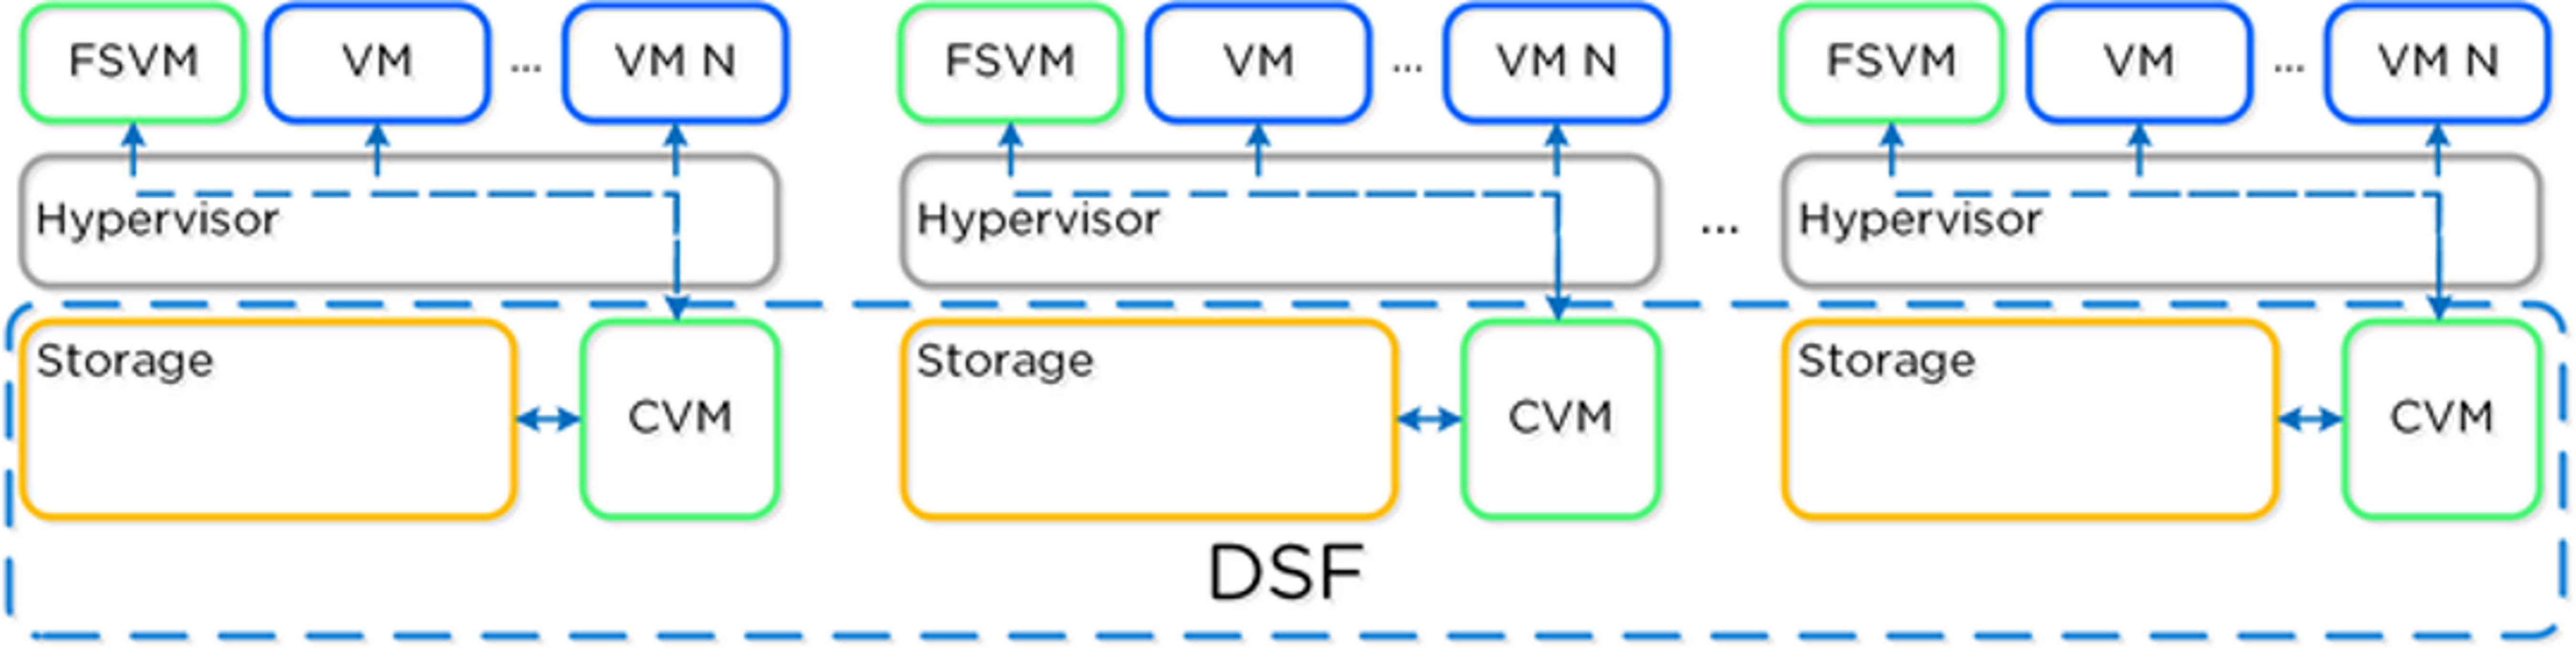 FSVM VM ... VM N FSVM VM ... VM N FSVM VM ... VM N
Hypervisor Hypervisor ... Hypervisor
Storage Storage Storage
CVM CVM CVM
DSF